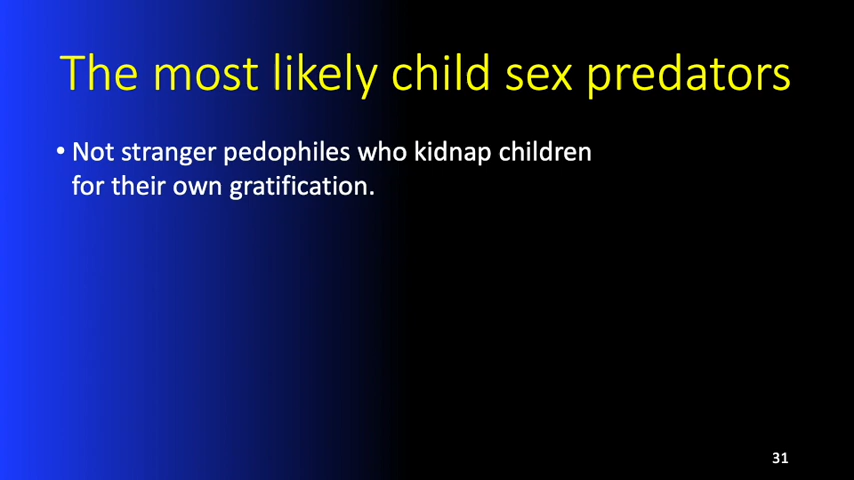 The most likely child sex predators
• Not stranger pedophiles who kidnap children
for their own gratification.
31